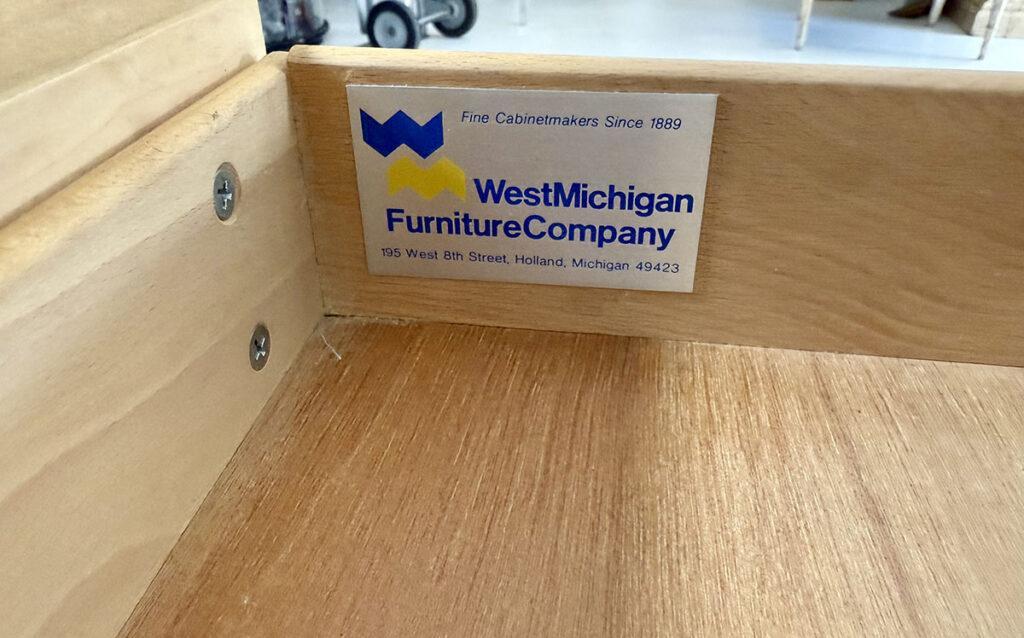 Fine Cabinetmakers Since 1889
WestMichigan
FurnitureCompany
195 West 8th Street, Holland, Michigan 49423